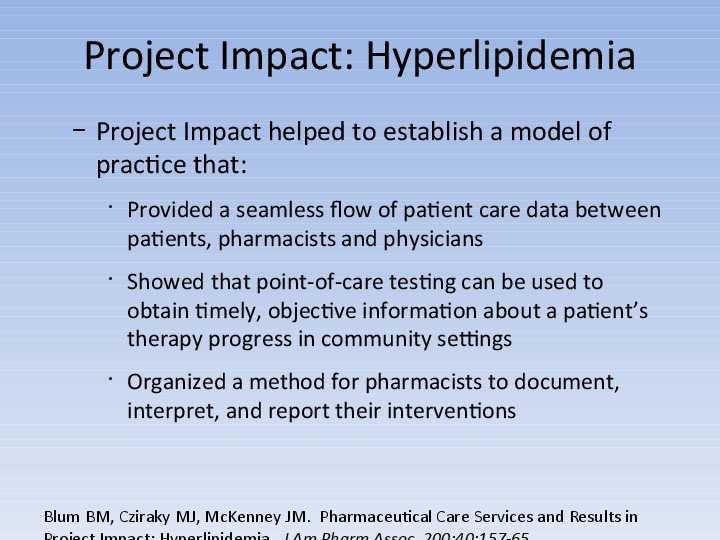 Project Impact: Hyperlipidemia
– Project Impact helped to establish a model of
practice that:
· Provided a seamless flow of patient care data between
patients, pharmacists and physicians
· Showed that point-of-care testing can be used to
obtain timely, objective information about a patient’s
therapy progress in community settings
· Organized a method for pharmacists to document,
interpret, and report their interventions
Blum BM, Cziraky MJ, McKenney JM. Pharmaceutical Care Services and Results in
Project Impact: Hyperlipidemia. J Am Pharm Assoc. 200;40:157-65